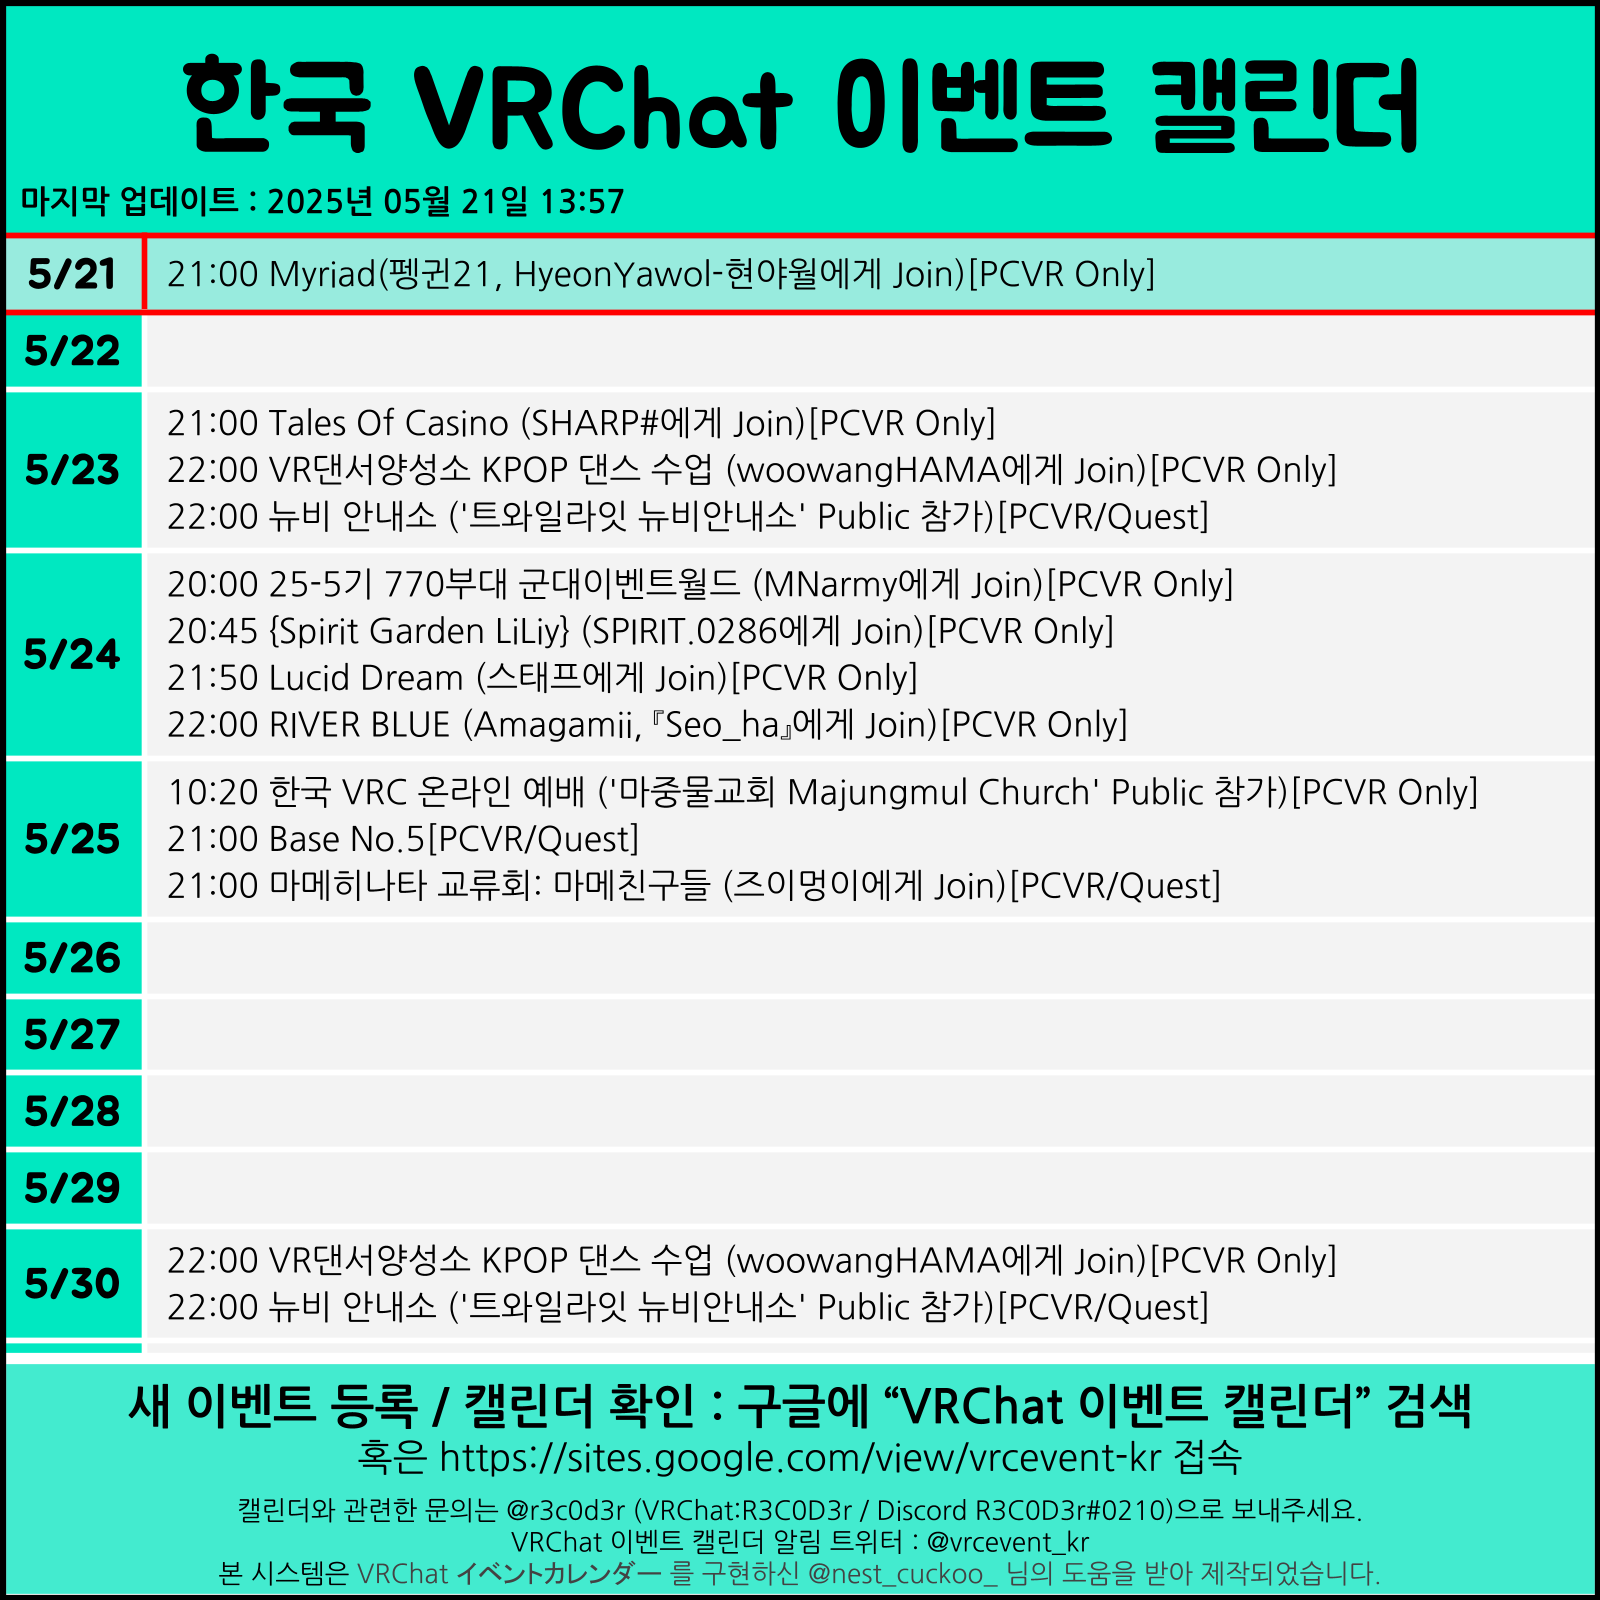 한국 VRChat 이벤트 캘린더
마지막 업데이트 : 2025년 05월 21일 13:57
5/21
21:00 Myriad(펭귄21, HyeonYawol-현야월에게 Join)[PCVR Only]
5/22
5/23
21:00 Tales Of Casino (SHARP#에게 Join)[PCVR Only]
22:00 VR댄서양성소 KPOP 댄스 수업 (woowangHAMA에게 Join)[PCVR Only]
22:00 뉴비 안내소 ('트와일라잇 뉴비안내소' Public 참가)[PCVR/Quest]
5/24
20:00 25-5기 770부대 군대이벤트월드 (MNarmy에게 Join)[PCVR Only]
20:45 {Spirit Garden LiLiy} (SPIRIT.0286에게 Join)[PCVR Only]
21:50 Lucid Dream (스태프에게 Join)[PCVR Only]
22:00 RIVER BLUE (Amagamii, 『Seo_ha』에게 Join)[PCVR Only]
5/25
10:20 한국 VRC 온라인 예배 ('마중물교회 Majungmul Church' Public 참가)[PCVR Only]
21:00 Base No.5[PCVR/Quest]
21:00 마메히나타 교류회: 마메친구들 (즈이멍이에게 Join)[PCVR/Quest]
5/26
5/27
5/28
5/29
5/30
22:00 VR댄서양성소 KPOP 댄스 수업 (woowangHAMA에게 Join)[PCVR Only]
22:00 뉴비 안내소 ('트와일라잇 뉴비안내소' Public 참가)[PCVR/Quest]
새 이벤트 등록 / 캘린더 확인 : 구글에 “VRChat 이벤트 캘린더” 검색
혹은 https://sites.google.com/view/vrcevent-kr 접속
캘린더와 관련한 문의는 @r3c0d3r (VRChat:R3C0D3r / Discord R3C0D3r#0210)으로 보내주세요.
VRChat 이벤트 캘린더 알림 트위터 : @vrcevent_kr
본 시스템은 VRChat イベントカレンダー 를 구현하신 @nest_cuckoo_ 님의 도움을 받아 제작되었습니다.